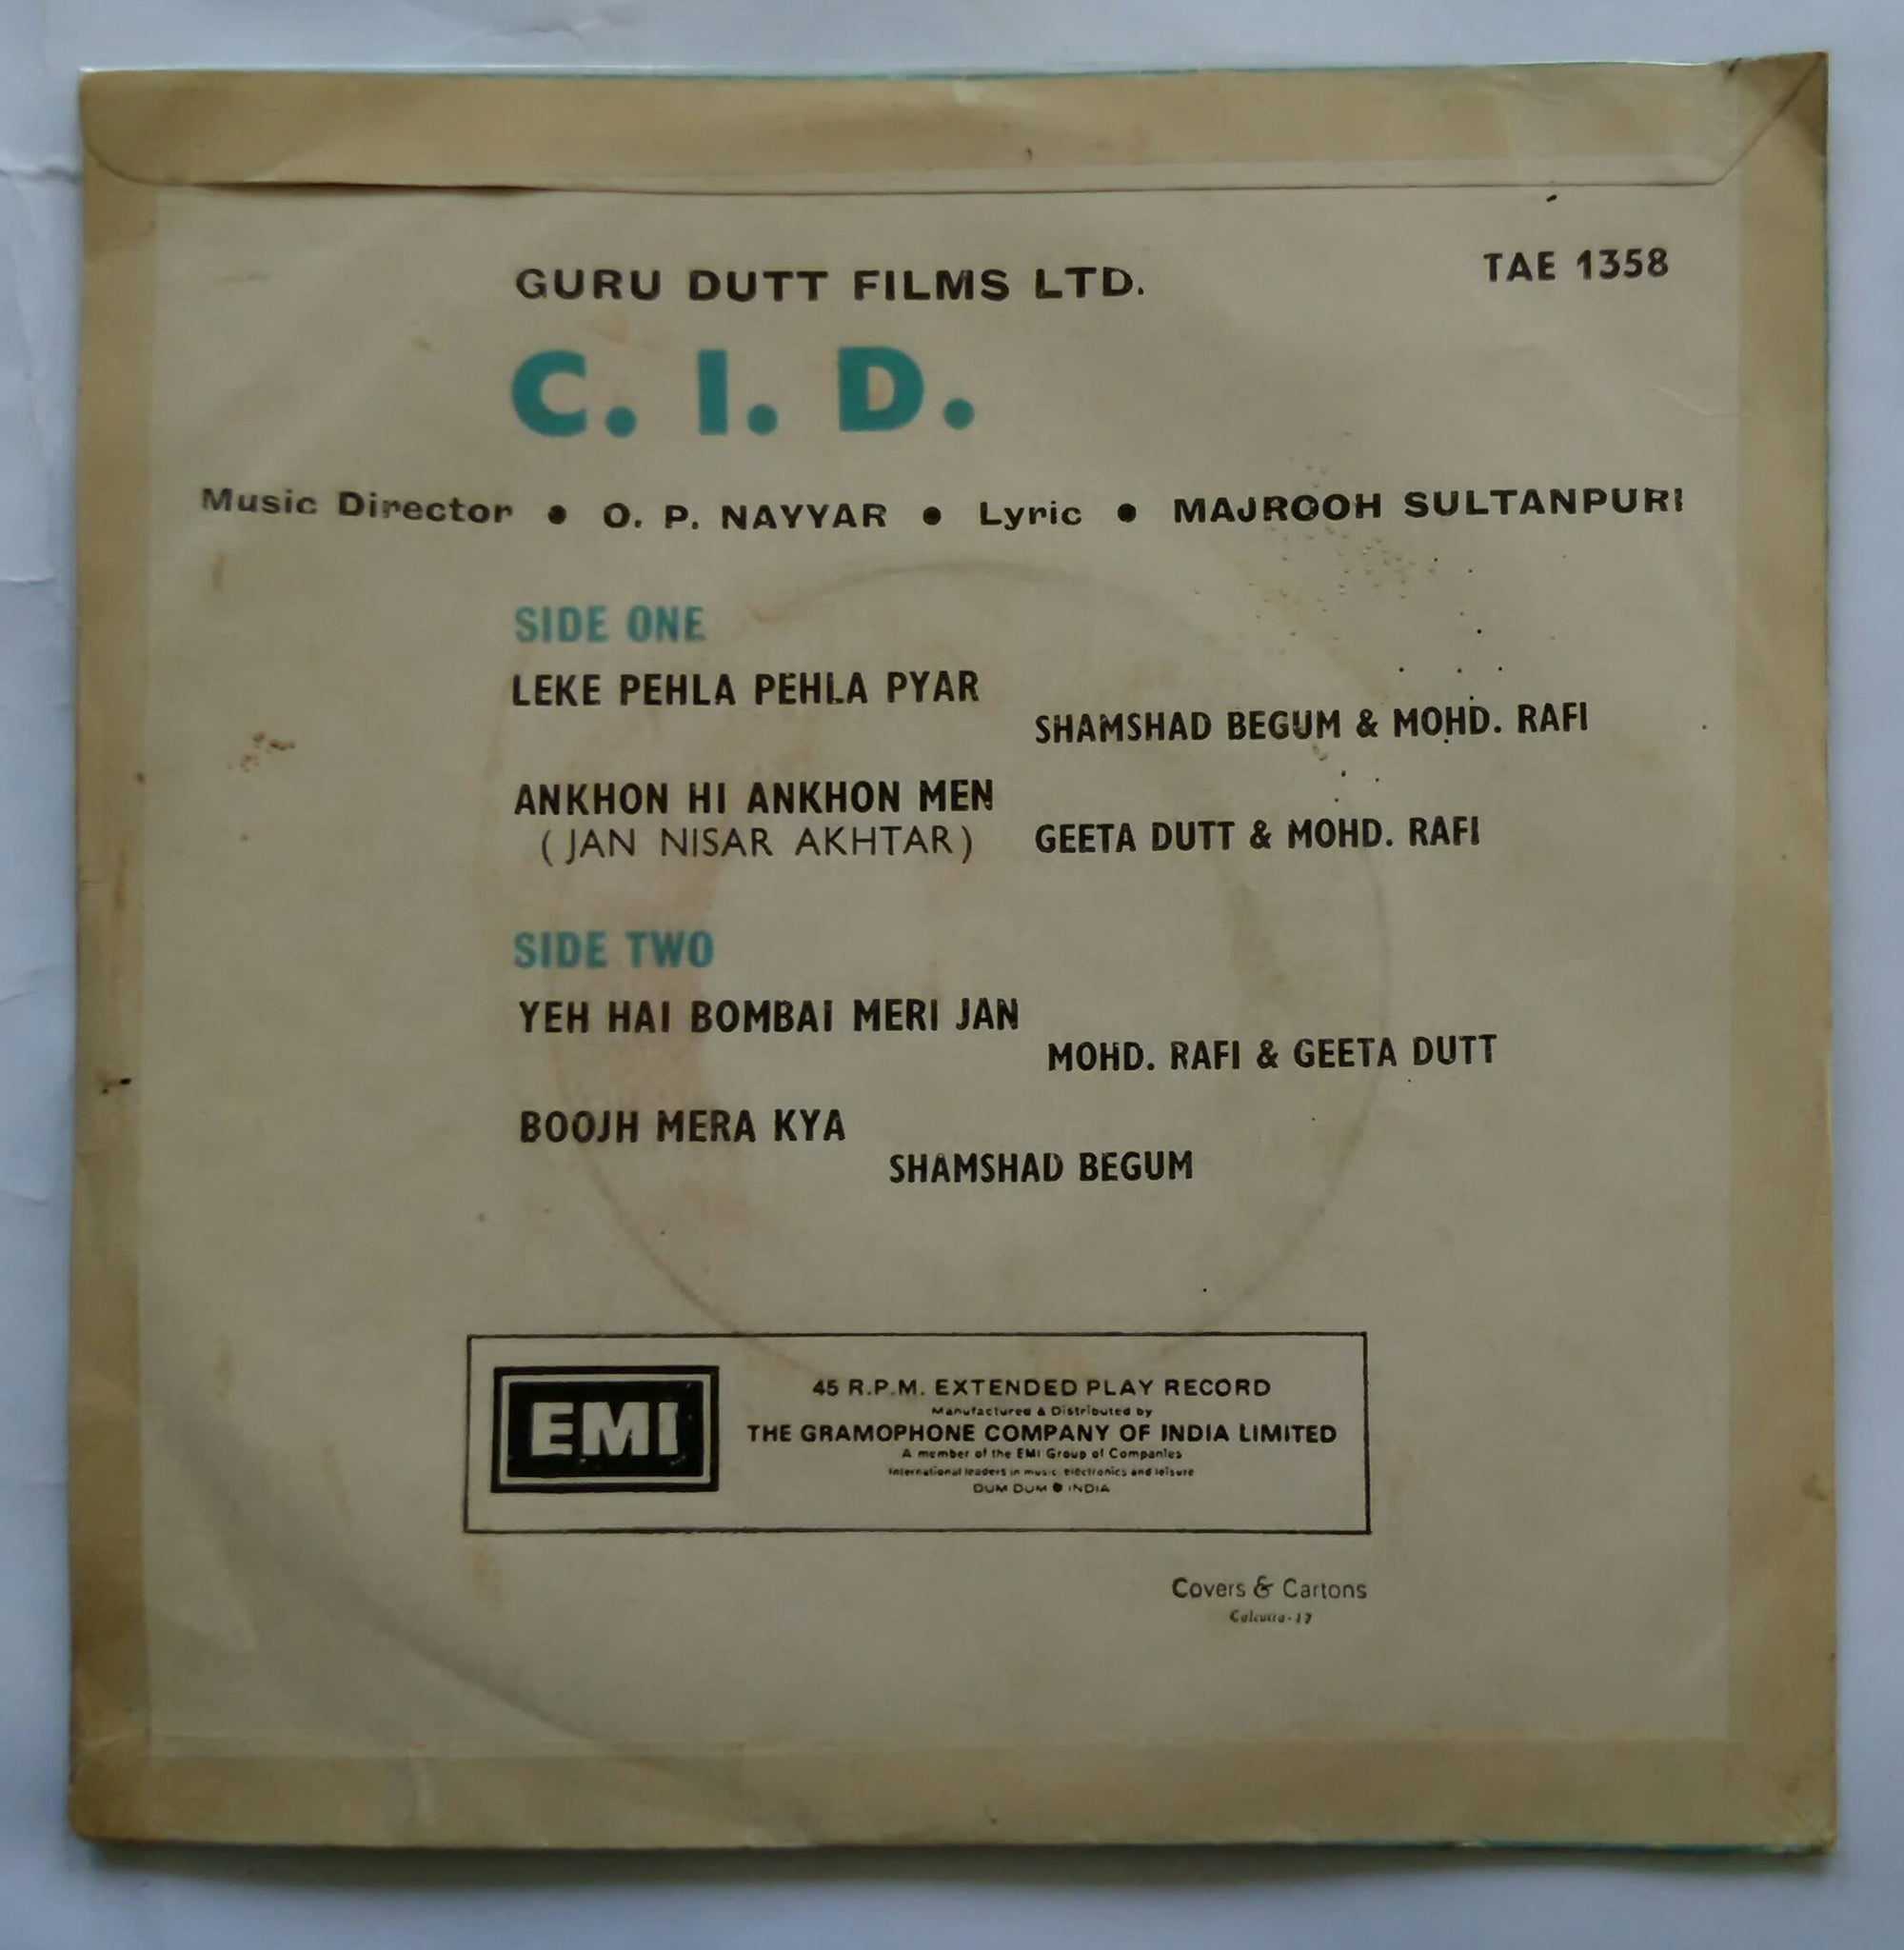 GURU DUTT FILMS LTD.
TAE 1358
C. I. D.
Music Director • O. P. NAYYAR • Lyric • MAJROOH SULTANPURI
SIDE ONE
LEKE PEHLA PEHLA PYAR
SHAMSHAD BEGUM & MOHD. RAFI
ANKHON HI ANKHON MEN
(JAN NISAR AKHTAR) GEETA DUTT & MOHD. RAFI
SIDE TWO
YEH HAI BOMBAI MERI JAN
MOHD. RAFI & GEETA DUTT
BOOJH MERA KYA
SHAMSHAD BEGUM
EMI
45 R.P.M. EXTENDED PLAY RECORD
Manufactured & Distributed by
THE GRAMOPHONE COMPANY OF INDIA LIMITED
A member of the EMI Group of Companies
International leaders in music electronics and leisure
DUM DUM ● INDIA
Covers & Cartons
Calcutta-17